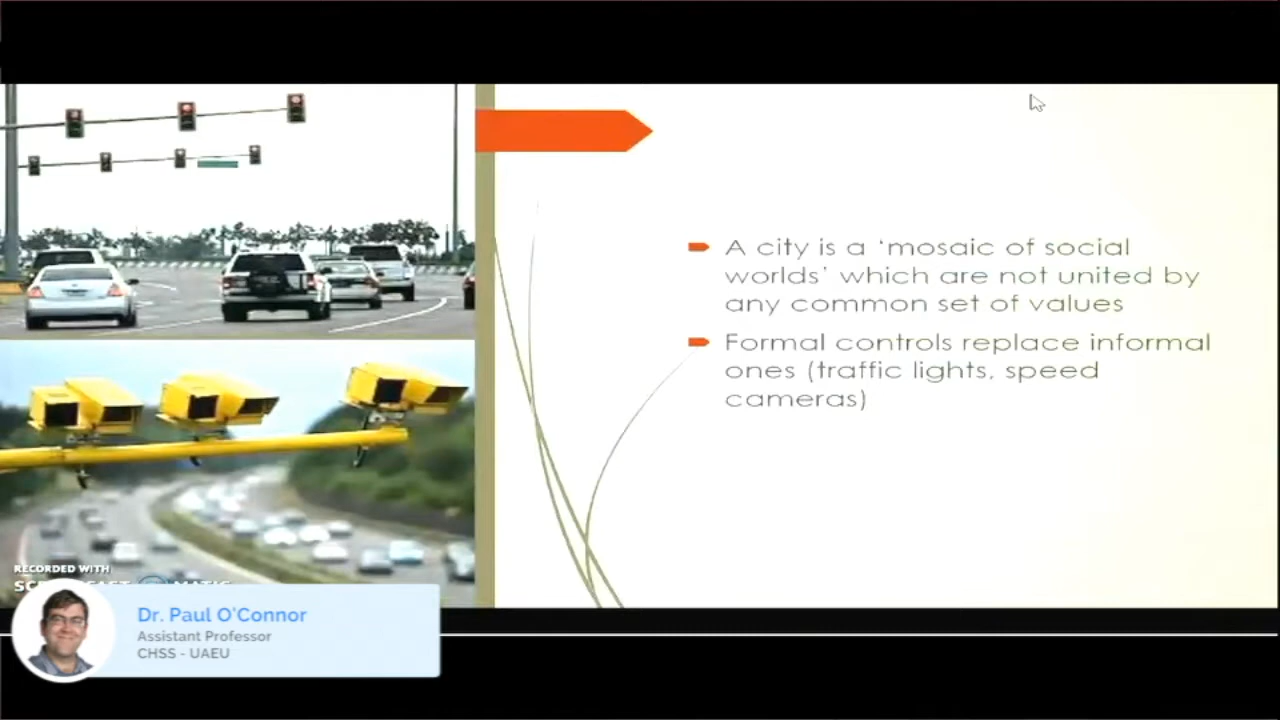 A city is a ‘mosaic of social
worlds’ which are not united by
any common set of values
Formal controls replace informal
ones (traffic lights, speed
cameras)
RECORDED WITH
Dr. Paul O'Connor
Assistant Professor
CHSS - UAEU